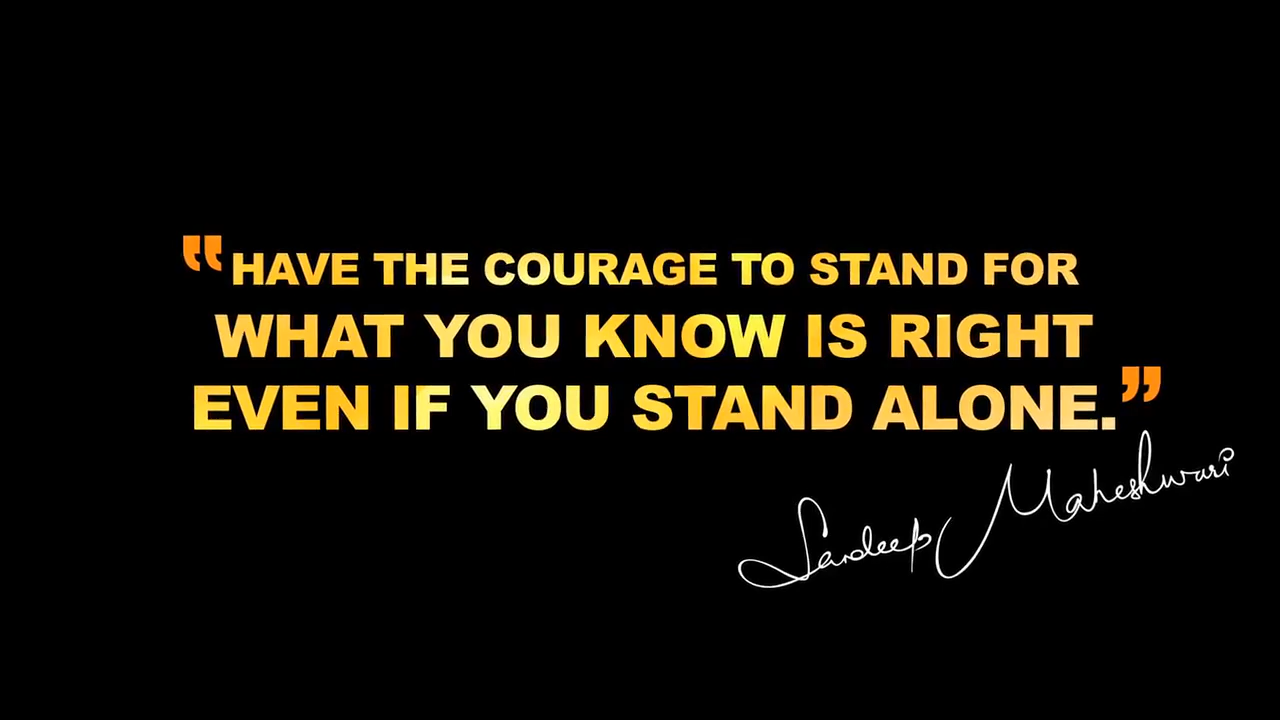 “HAVE THE COURAGE TO STAND FOR
WHAT YOU KNOW IS RIGHT
EVEN IF YOU STAND ALONE.”
Sandeep Maheshwari